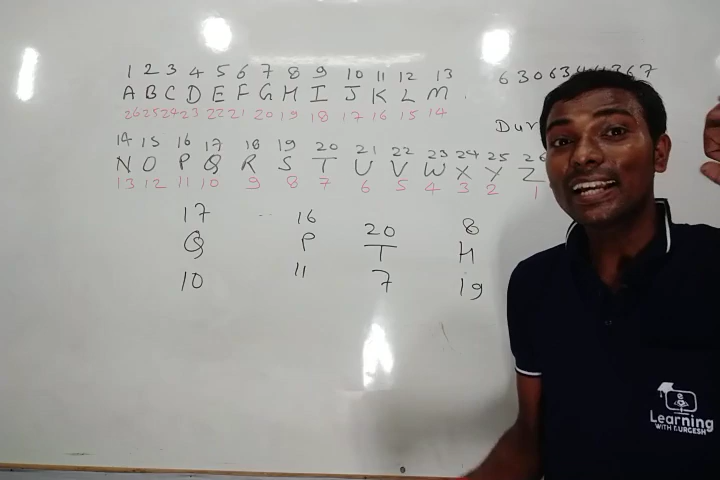 1 2 3 4 5 6 7 8 9 10 11 12 13
A B C D E F G H I J K L M .
26 25 24 23 22 21 20 19 18 17 16 15 14
14 15 16 17 18 19 20 21 22 23 24 25 26
N O P Q R S T U V W X Y Z
13 12 11 10 9 8 7 6 5 4 3 2 1
17 16 20 8
Q P T H
10 11 7 19
Learning
WITH DURGESH